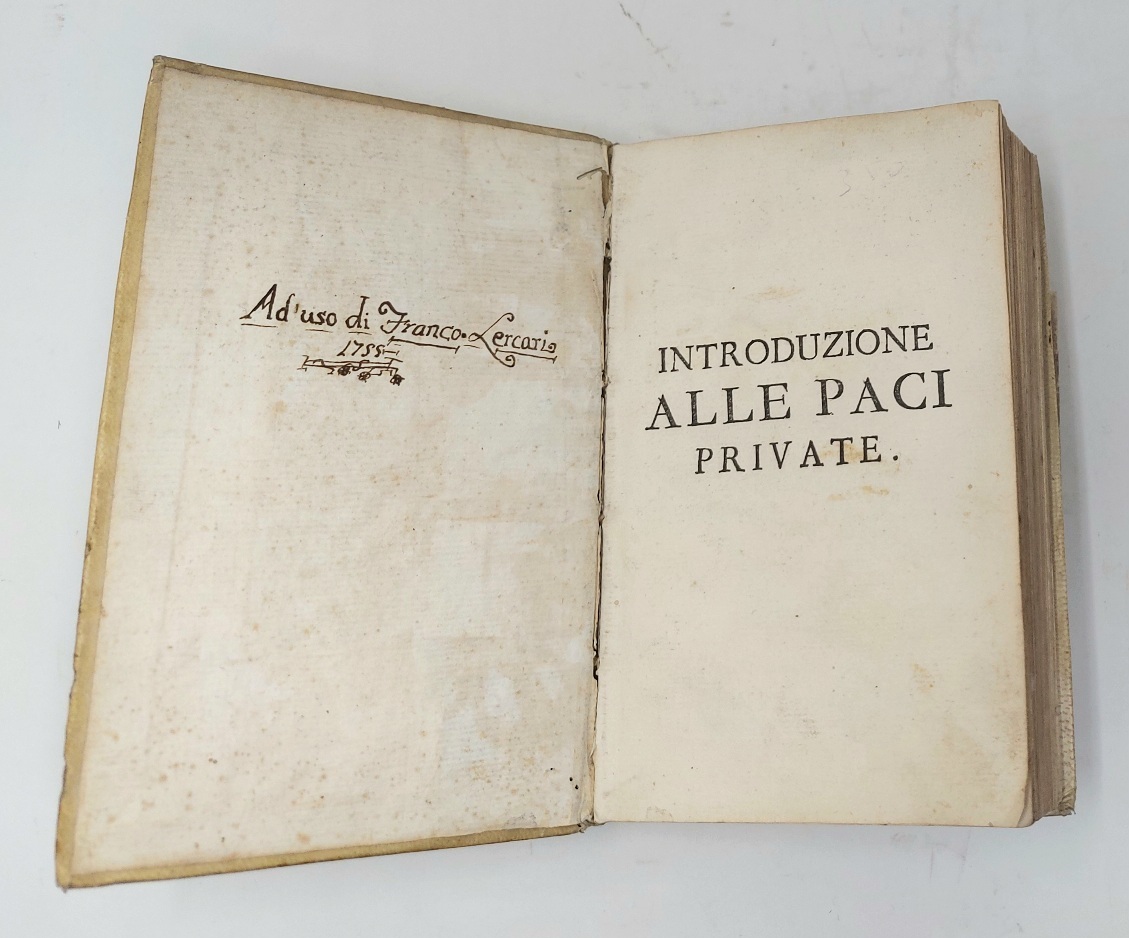 Ad'uso di Franco. Lercari
1755
INTRODUZIONE
ALLE PACI
PRIVATE.